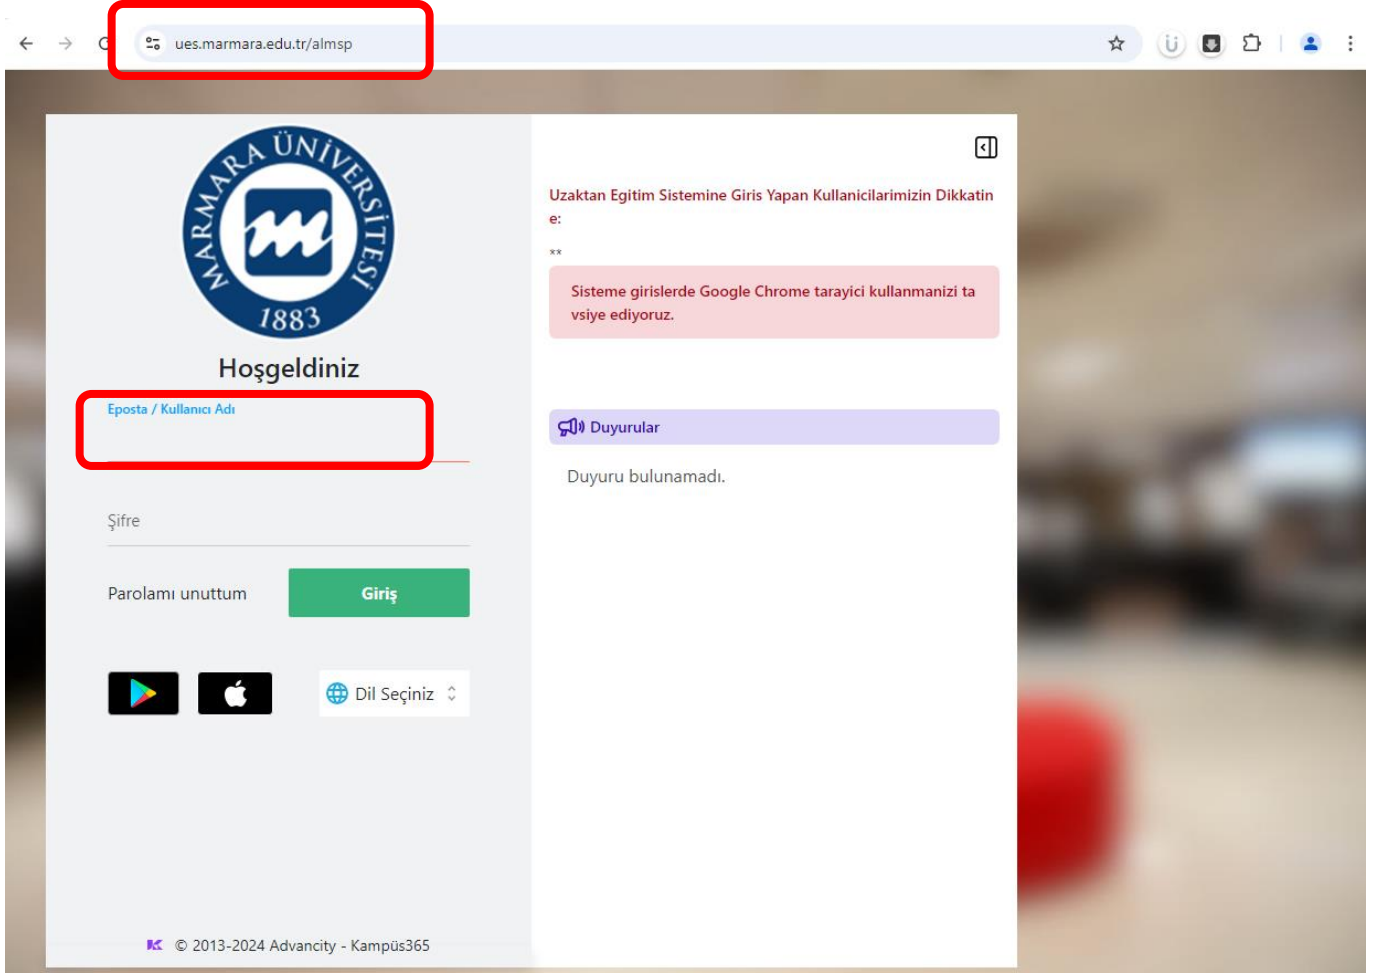 ues.marmara.edu.tr/almsp
MARMARA ÜNİVERSİTESİ
1883
Hoşgeldiniz
Eposta / Kullanıcı Adı
Şifre
Parolamı unuttum
Giriş
Dil Seçiniz
© 2013-2024 Advancity - Kampüs365
Uzaktan Egitim Sistemine Giris Yapan Kullanicilarimizin Dikkatin
e:
**
Sisteme girislerde Google Chrome tarayici kullanmanizi ta
vsiye ediyoruz.
Duyurular
Duyuru bulunamadı.